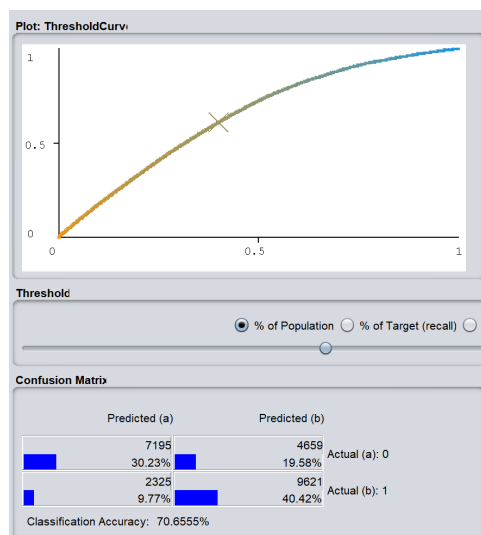 Plot: ThresholdCurv
1
0.5
0
0 0.5 1
Threshold
% of Population % of Target (recall)
Confusion Matrix
Predicted (a) Predicted (b)
7195 4659
30.23% 19.58% Actual (a): 0
2325 9621
9.77% 40.42% Actual (b): 1
Classification Accuracy: 70.6555%